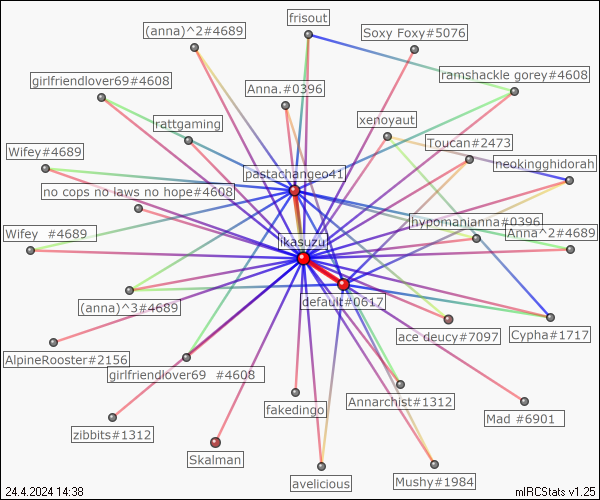 frisout
(anna)^2#4689
Soxy Foxy#5076
girlfriendlover69#4608
ramshackle gorey#4608
Anna.#0396
xenoyaut
rattgaming
Toucan#2473
Wifey#4689
neokingghidorah
pastachangeo41
no cops no laws no hope#4608
hypomanianna#0396
Wifey  #4689
Anna^2#4689
ikasuzu
default#0617
(anna)^3#4689
ace deucy#7097
Cypha#1717
AlpineRooster#2156
girlfriendlover69  #4608
Annarchist#1312
fakedingo
Mad #6901
zibbits#1312
Skalman
Mushy#1984
avelicious
24.4.2024 14:38
mIRCStats v1.25